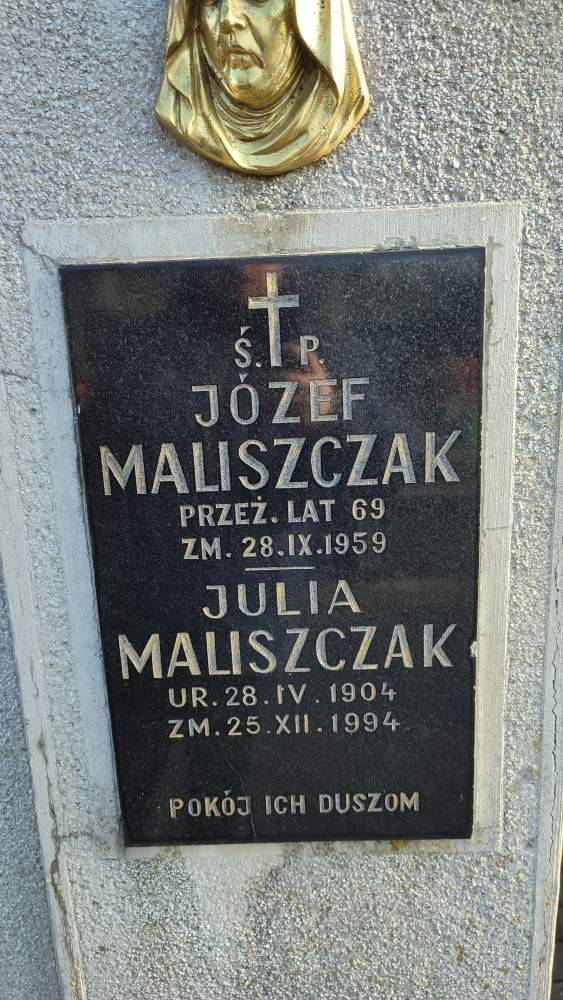 Ś. P.
JÓZEF
MALISZCZAK
PRZEŻ. LAT 69
ZM. 28.IX.1959
JULIA
MALISZCZAK
UR. 28. IV. 1904
ZM. 25. XII. 1994
POKÓJ ICH DUSZOM